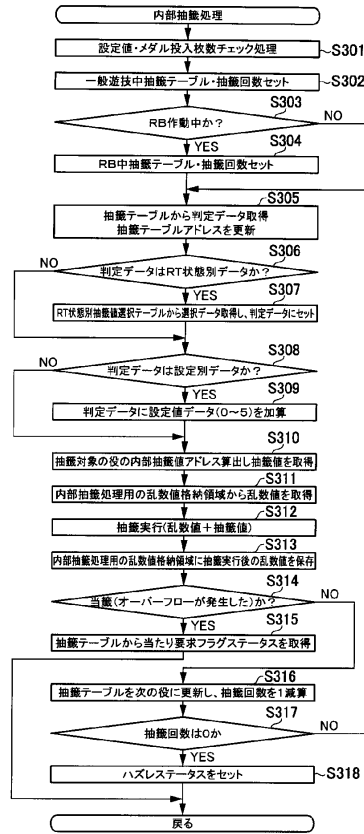 内部抽籤処理
設定値・メダル投入枚数チェック処理
S301
一般遊技中抽籤テーブル・抽籤回数セット
S302
S303
RB作動中か?
NO
YES
S304
RB中抽籤テーブル・抽籤回数セット
S305
抽籤テーブルから判定データ取得
抽籤テーブルアドレスを更新
S306
NO
判定データはRT状態別データか?
YES
S307
RT状態別抽籤値選択テーブルから選択データ取得し、判定データにセット
S308
NO
判定データは設定別データか?
YES
S309
判定データに設定値データ(0〜5)を加算
S310
抽籤対象の役の内部抽籤値アドレス算出し抽籤値を取得
S311
内部抽籤処理用の乱数値格納領域から乱数値を取得
S312
抽籤実行(乱数値+抽籤値)
S313
内部抽籤処理用の乱数値格納領域に抽籤実行後の乱数値を保存
S314
当籤(オーバーフローが発生した)か?
NO
YES
S315
抽籤テーブルから当たり要求フラグステータスを取得
S316
抽籤テーブルを次の役に更新し、抽籤回数を1減算
S317
抽籤回数は0か
NO
YES
ハズレステータスをセット
S318
戻る